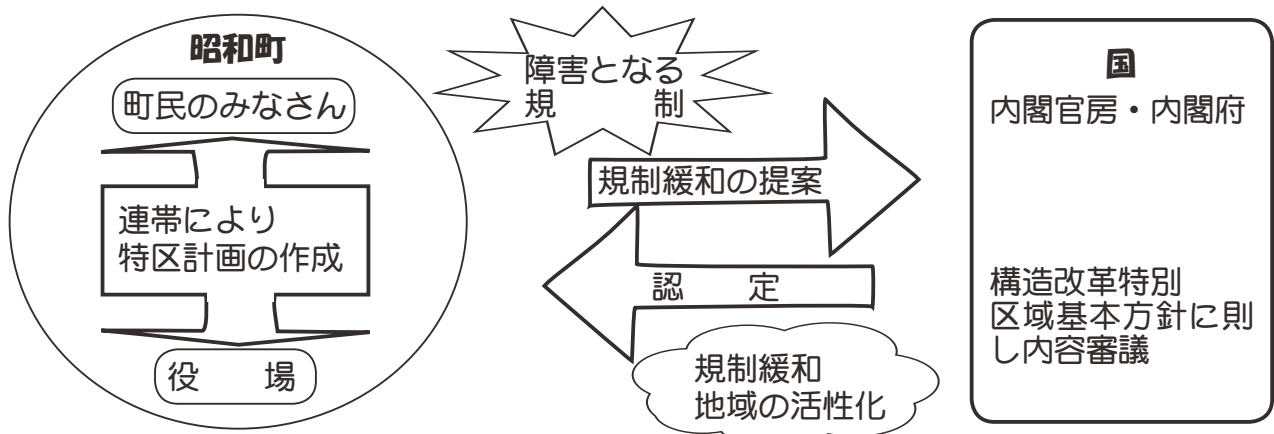 昭和町
町民のみなさん
連帯により
特区計画の作成
役　場
障害となる
規　制
規制緩和の提案
認　定
規制緩和
地域の活性化
国
内閣官房・内閣府
構造改革特別
区域基本方針に則
し内容審議